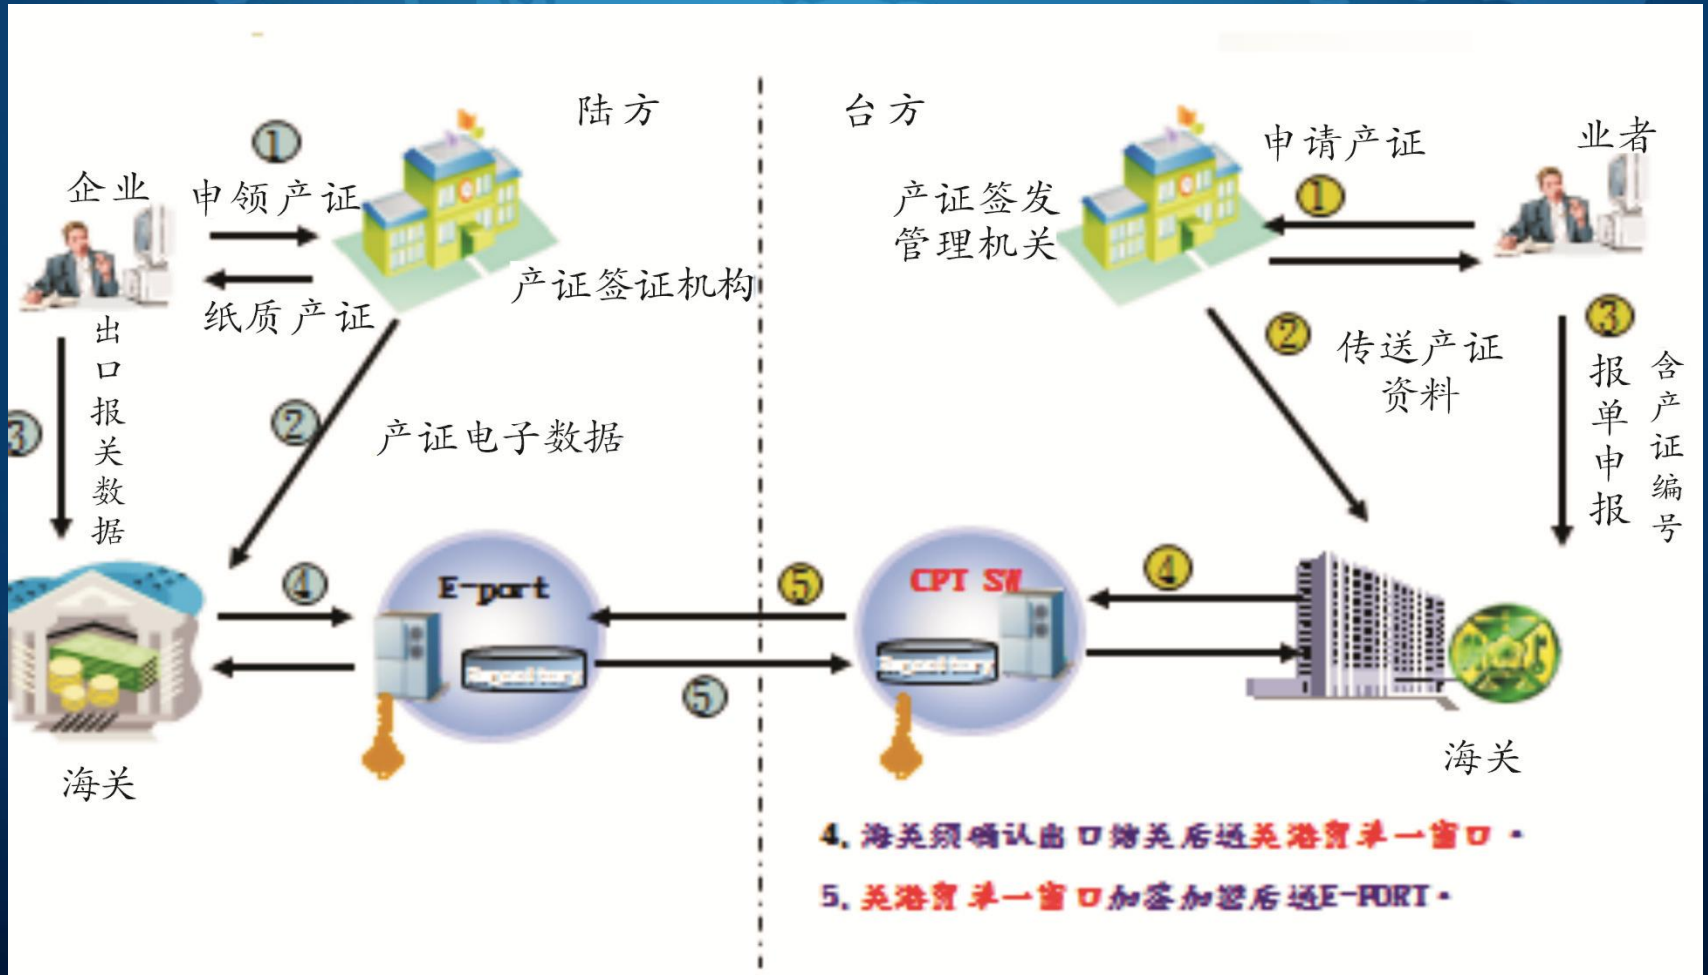 陆方
台方
①
申请产证
业者
企业
申领产证
产证签发
管理机关
①
产证签证机构
纸质产证
出口报关数据
②
传送产证
资料
③
报单申报
含产证编号
③
②
产证电子数据
④
E-port
Repository
⑤
⑤
CPT SW
Repository
④
海关
海关
4. 海关须确认出口结关后送关港贸单一窗口。
5. 关港贸单一窗口加签加密后送E-PORT。